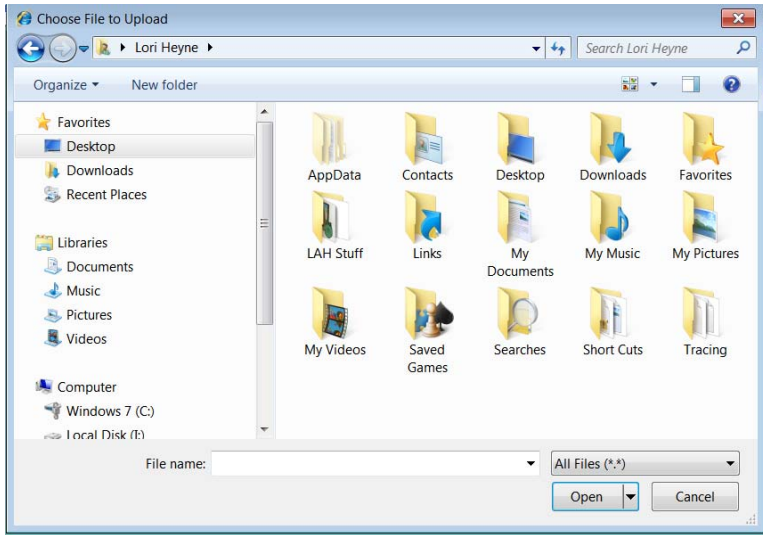 Choose File to Upload
Lori Heyne
Search Lori Heyne
Organize
New folder
Favorites
Desktop
Downloads
Recent Places
Libraries
Documents
Music
Pictures
Videos
Computer
Windows 7 (C:)
Local Disk (I:)
AppData
Contacts
Desktop
Downloads
Favorites
LAH Stuff
Links
My
Documents
My Music
My Pictures
My Videos
Saved
Games
Searches
Short Cuts
Tracing
File name:
All Files (*.*)
Open
Cancel